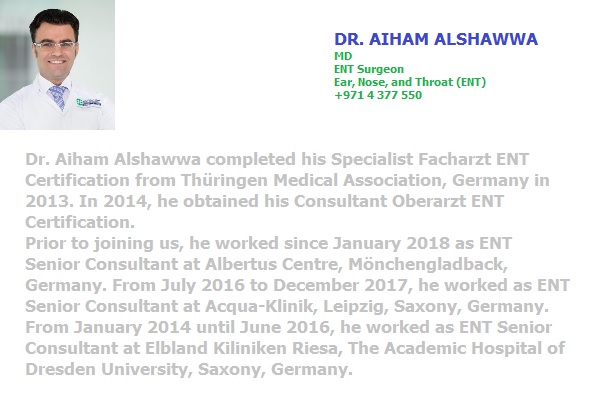 DR. AIHAM ALSHAWWA
MD
ENT Surgeon
Ear, Nose, and Throat (ENT)
+971 4 377 550
Dr. Aiham Alshawwa completed his Specialist Facharzt ENT
Certification from Thüringen Medical Association, Germany in
2013. In 2014, he obtained his Consultant Oberarzt ENT
Certification.
Prior to joining us, he worked since January 2018 as ENT
Senior Consultant at Albertus Centre, Mönchengladback,
Germany. From July 2016 to December 2017, he worked as ENT
Senior Consultant at Acqua-Klinik, Leipzig, Saxony, Germany.
From January 2014 until June 2016, he worked as ENT Senior
Consultant at Elbland Kiliniken Riesa, The Academic Hospital of
Dresden University, Saxony, Germany.